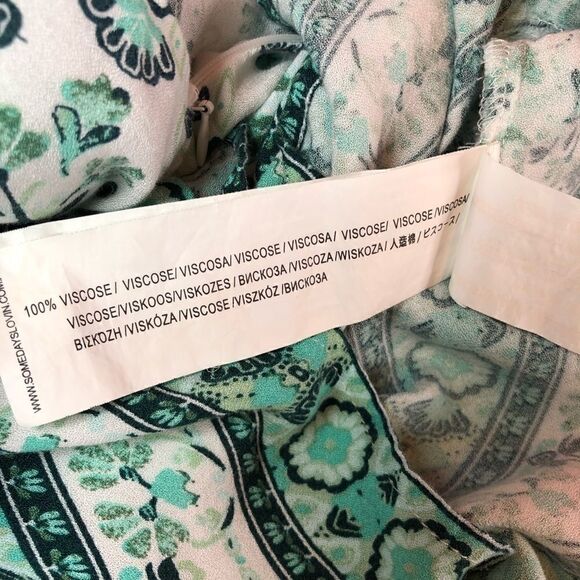 100% VISCOSE / VISCOSE/ VISCOSA/ VISCOSE / VISCOSA/ VISCOSE/ VISCOSE /VISCOSA/
VISCOSE/VISKOOS/VISKOZES / ВИСКОЗА /VISCOZA /WISKOZA / 人造棉 / ビスコース /
ΒΙΣΚΌΖΗ /VISKÓZA /VISCOSE /VISZKÓZ /ВИСКОЗА
WWW.SOMEDAYSLOVIN.COM